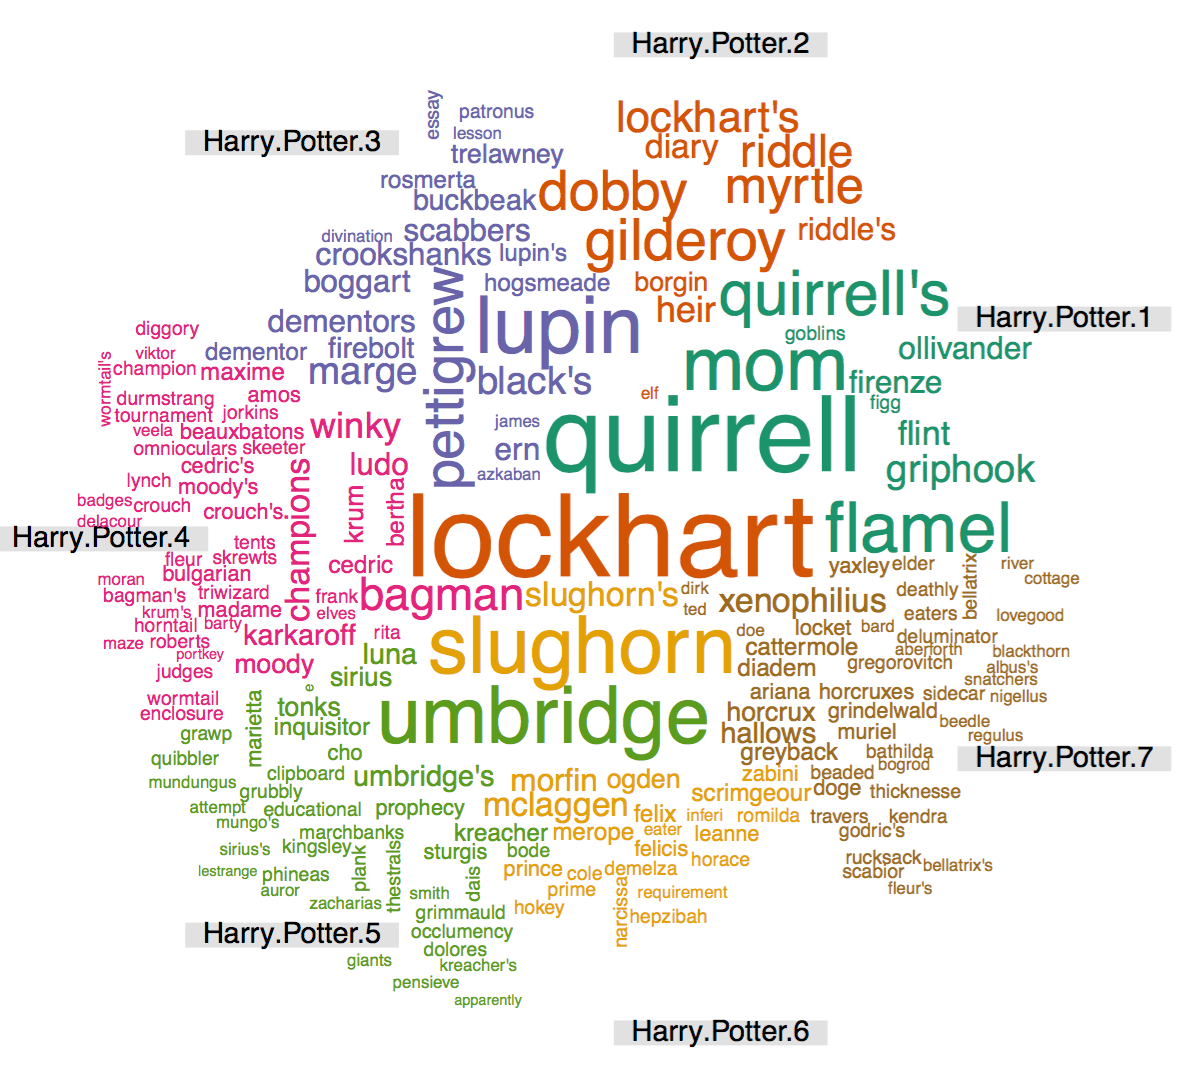 Harry.Potter.2
essay
patronus
lockhart's
lesson
diary
riddle
Harry.Potter.3
trelawney
rosmerta
buckbeak
dobby
myrtle
divination
scabbers
gilderoy
riddle's
crookshanks
lupin's
boggart
hogsmeade
borgin
quirrell's
heir
Harry.Potter.1
pettigrew
lupin
diggory
dementors
goblins
wormtail's
viktor
dementor
firebolt
ollivander
champion
maxime
marge
black's
mom
firenze
durmstrang
amos
elf
figg
tournament
jorkins
winky
james
quirrell
flint
veela
beauxbatons
omnioculars
skeeter
ern
cedric's
ludo
azkaban
griphook
lynch
moody's
champions
krum
bertha
badges
crouch
crouch's
delacour
lockhart
flamel
Harry.Potter.4
tents
fleur
skrewts
cedric
yaxley
elder
bellatrix
river
moran
bulgarian
cottage
bagman's
triwizard
frank
bagman
slughorn's
dirk
xenophilius
deathly
krum's
madame
elves
ted
eaters
lovegood
horntail
barty
karkaroff
rita
slughorn
doe
locket
bard
deluminator
maze
roberts
cattermole
aberforth
blackthorn
portkey
judges
moody
luna
diadem
gregorovitch
albus's
sirius
snatchers
wormtail
e
ariana
horcruxes
sidecar
nigellus
enclosure
marietta
tonks
umbridge
horcrux
grindelwald
beedle
grawp
inquisitor
hallows
muriel
regulus
quibbler
cho
greyback
bathilda
Harry.Potter.7
mundungus
clipboard
umbridge's
morfin
ogden
zabini
beaded
bogrod
grubbly
scrimgeour
doge
thicknesse
attempt
educational
prophecy
mclaggen
felix
inferi
romilda
travers
kendra
mungo's
marchbanks
kreacher
merope
eater
leanne
godric's
sirius's
kingsley
plank
thestrals
sturgis
bode
felicis
horace
rucksack
lestrange
phineas
prince
cole
demelza
scabior
bellatrix's
auror
smith
dais
prime
narcissa
requirement
fleur's
zacharias
grimmauld
hokey
hepzibah
Harry.Potter.5
occlumency
dolores
giants
kreacher's
pensieve
apparently
Harry.Potter.6